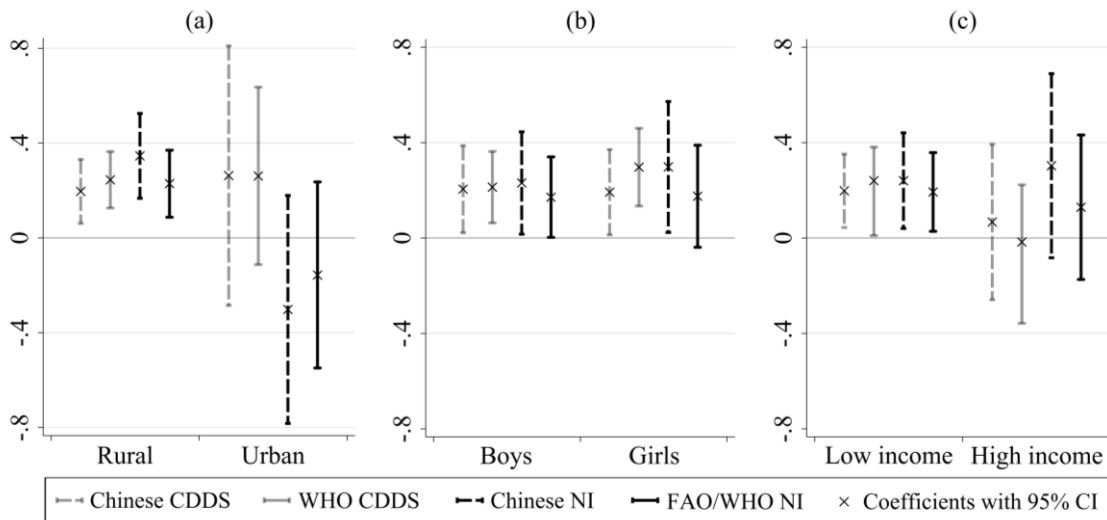 (a) (b) (c)
.8 .8 .8
.4 .4 .4
0 0 0
-.4 -.4 -.4
-.8 -.8 -.8
Rural Urban Boys Girls Low income High income
Chinese CDDS WHO CDDS Chinese NI FAO/WHO NI × Coefficients with 95% CI